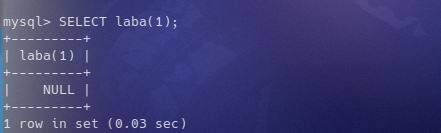 mysql> SELECT laba(1);
+---------+
| laba(1) |
+---------+
|    NULL |
+---------+
1 row in set (0.03 sec)